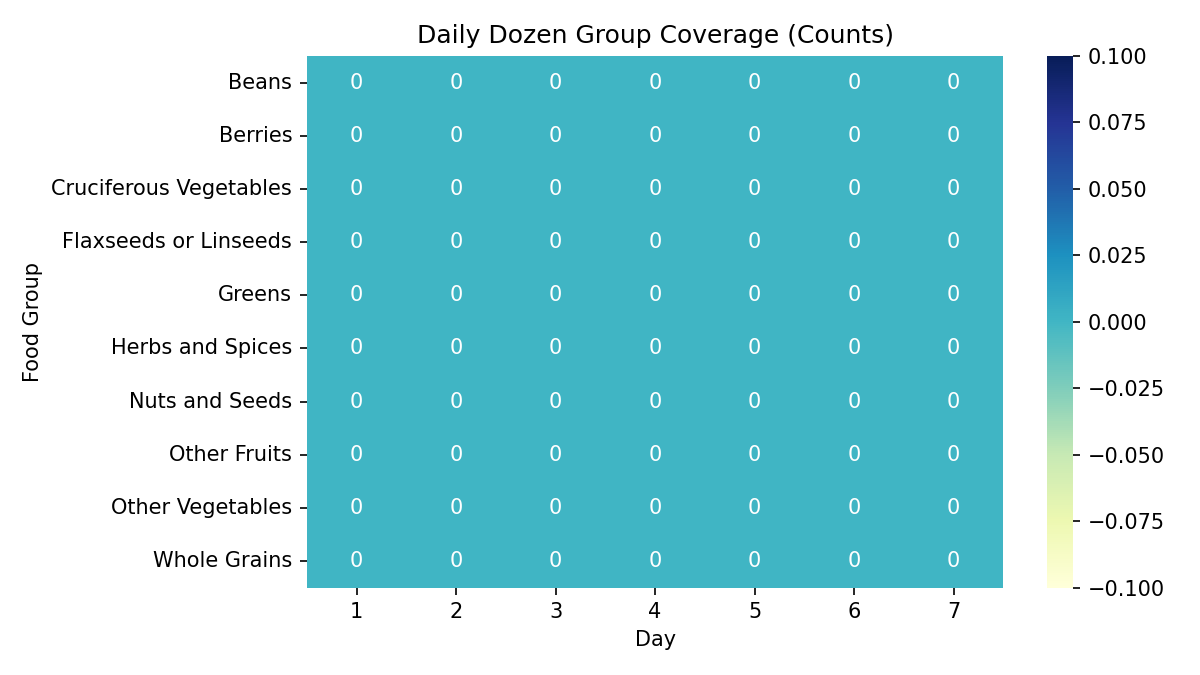 Daily Dozen Group Coverage (Counts)
Food Group
Beans 0 0 0 0 0 0 0
Berries 0 0 0 0 0 0 0
Cruciferous Vegetables 0 0 0 0 0 0 0
Flaxseeds or Linseeds 0 0 0 0 0 0 0
Greens 0 0 0 0 0 0 0
Herbs and Spices 0 0 0 0 0 0 0
Nuts and Seeds 0 0 0 0 0 0 0
Other Fruits 0 0 0 0 0 0 0
Other Vegetables 0 0 0 0 0 0 0
Whole Grains 0 0 0 0 0 0 0
1 2 3 4 5 6 7
Day
0.100
0.075
0.050
0.025
0.000
−0.025
−0.050
−0.075
−0.100